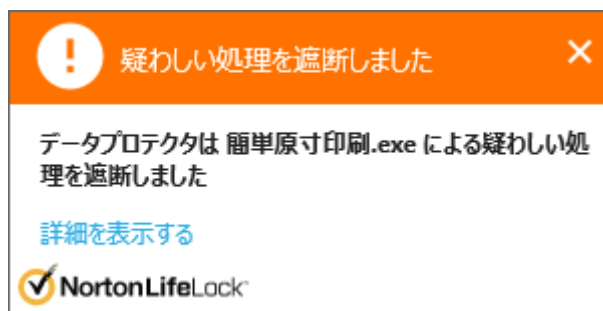 疑わしい処理を遮断しました
データプロテクタは 簡単原寸印刷.exe による疑わしい処
理を遮断しました
詳細を表示する
NortonLifeLock